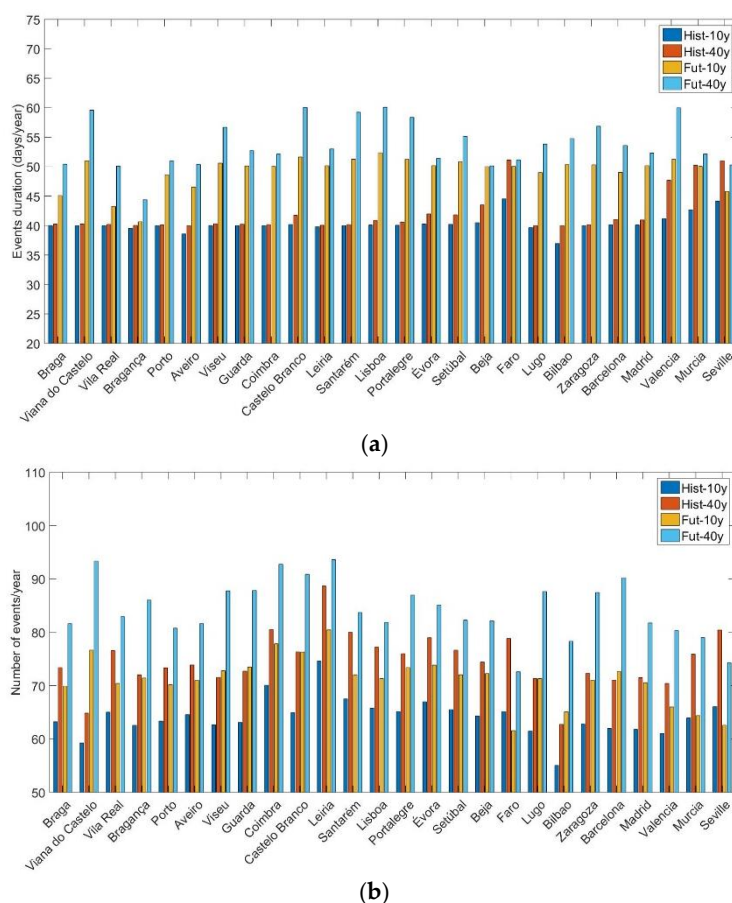 75
70
65
60
55
50
45
40
35
30
25
20
Events duration (days/year)
Hist-10y
Hist-40y
Fut-10y
Fut-40y
Braga
Viana do Castelo
Vila Real
Bragança
Porto
Aveiro
Viseu
Guarda
Coimbra
Castelo Branco
Leiria
Santarém
Lisboa
Portalegre
Évora
Setúbal
Beja
Faro
Lugo
Bilbao
Zaragoza
Barcelona
Madrid
Valencia
Murcia
Seville
(a)
110
100
90
80
70
60
50
Number of events/year
Hist-10y
Hist-40y
Fut-10y
Fut-40y
Braga
Viana do Castelo
Vila Real
Bragança
Porto
Aveiro
Viseu
Guarda
Coimbra
Castelo Branco
Leiria
Santarém
Lisboa
Portalegre
Évora
Setúbal
Beja
Faro
Lugo
Bilbao
Zaragoza
Barcelona
Madrid
Valencia
Murcia
Seville
(b)